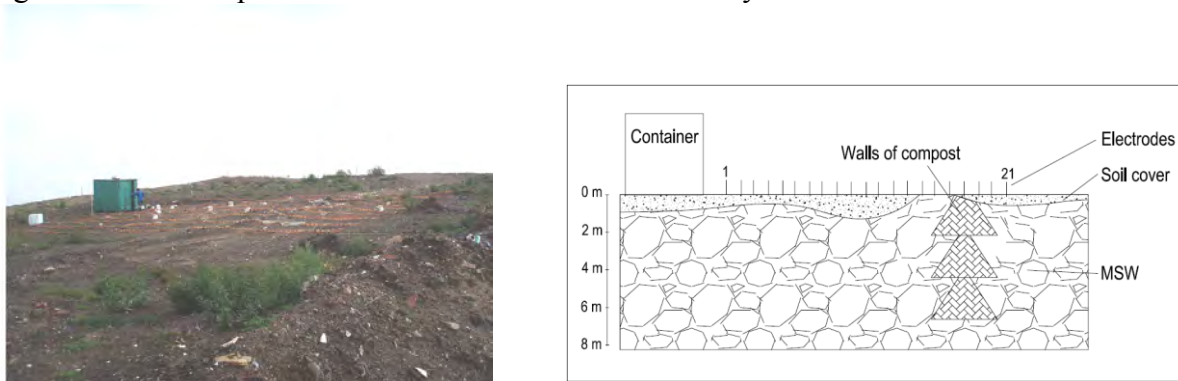 Container
1
Walls of compost
21
Electrodes
Soil cover
0 m
2 m
4 m
MSW
6 m
8 m